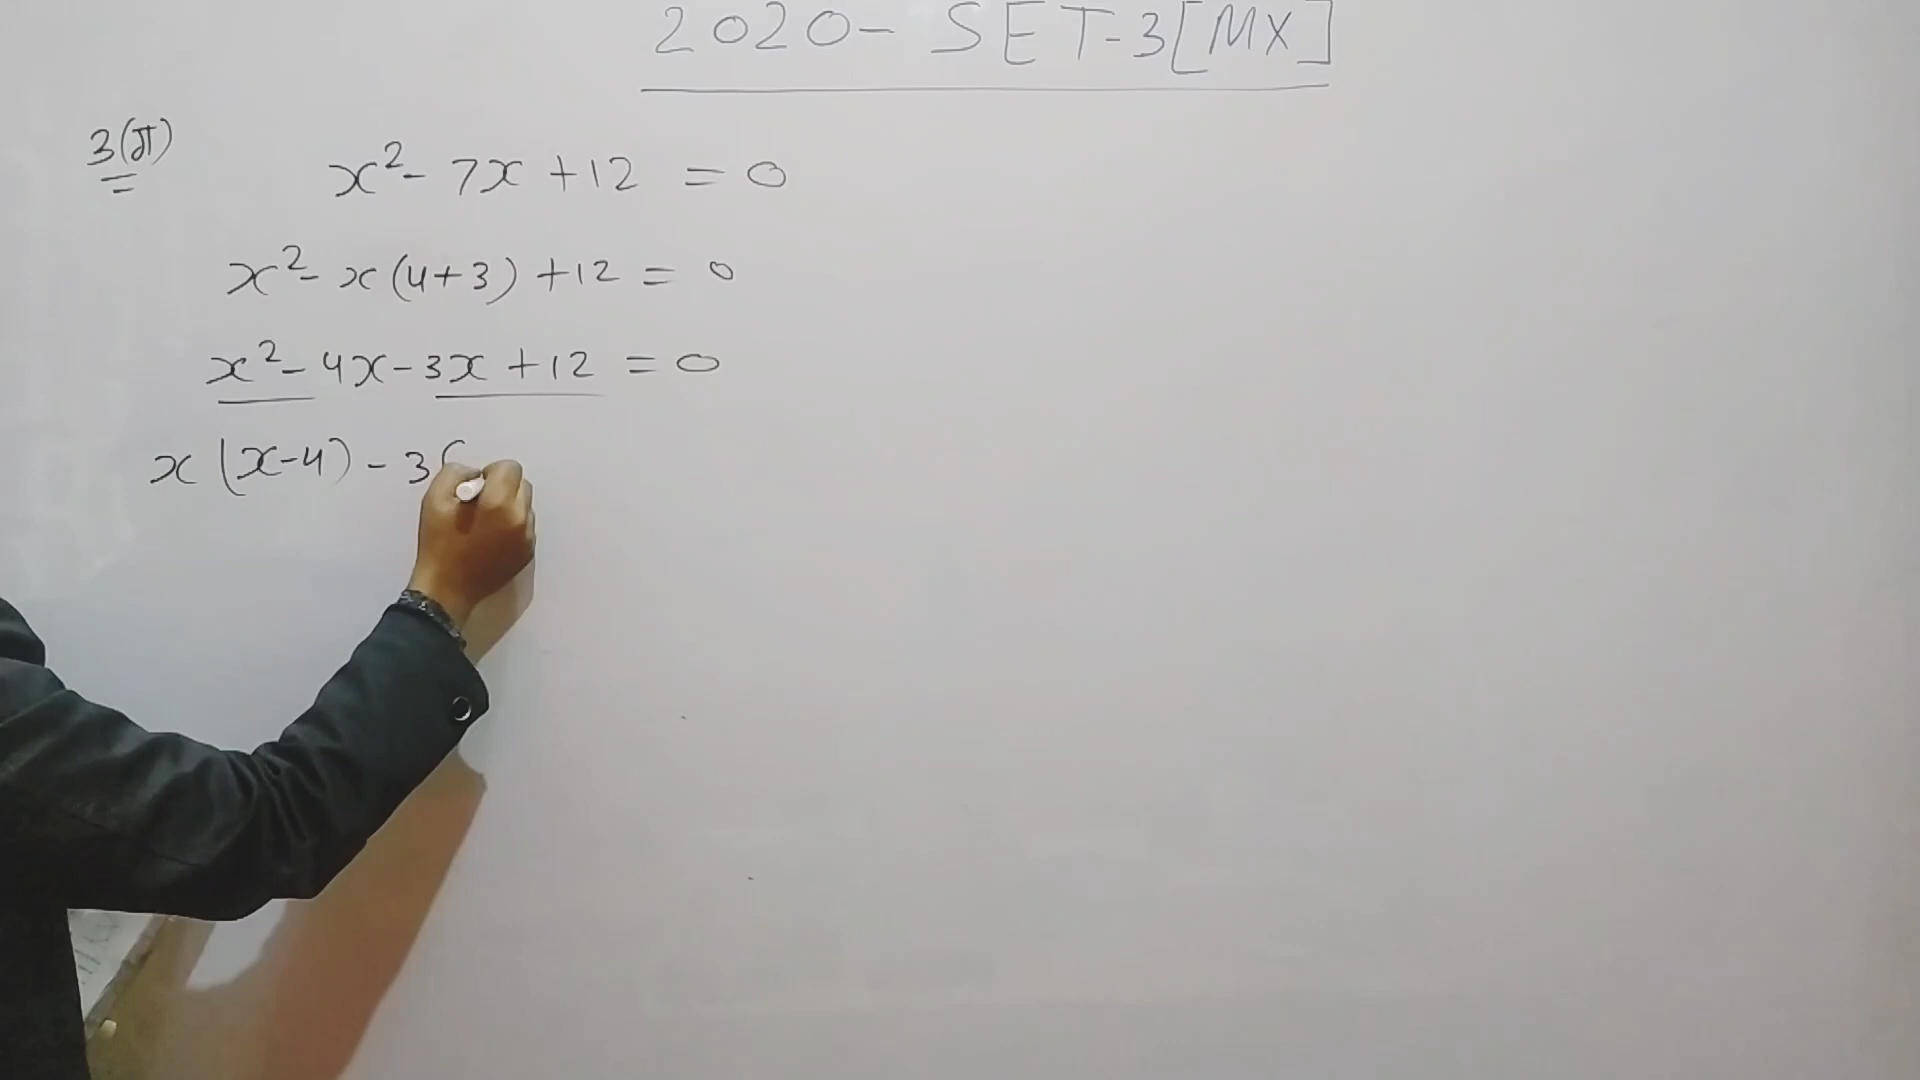 2020- SET-3[MX]
3(ग)
x² - 7x + 12 = 0
x² - x(4+3) + 12 = 0
x² - 4x - 3x + 12 = 0
x (x-4) - 3(